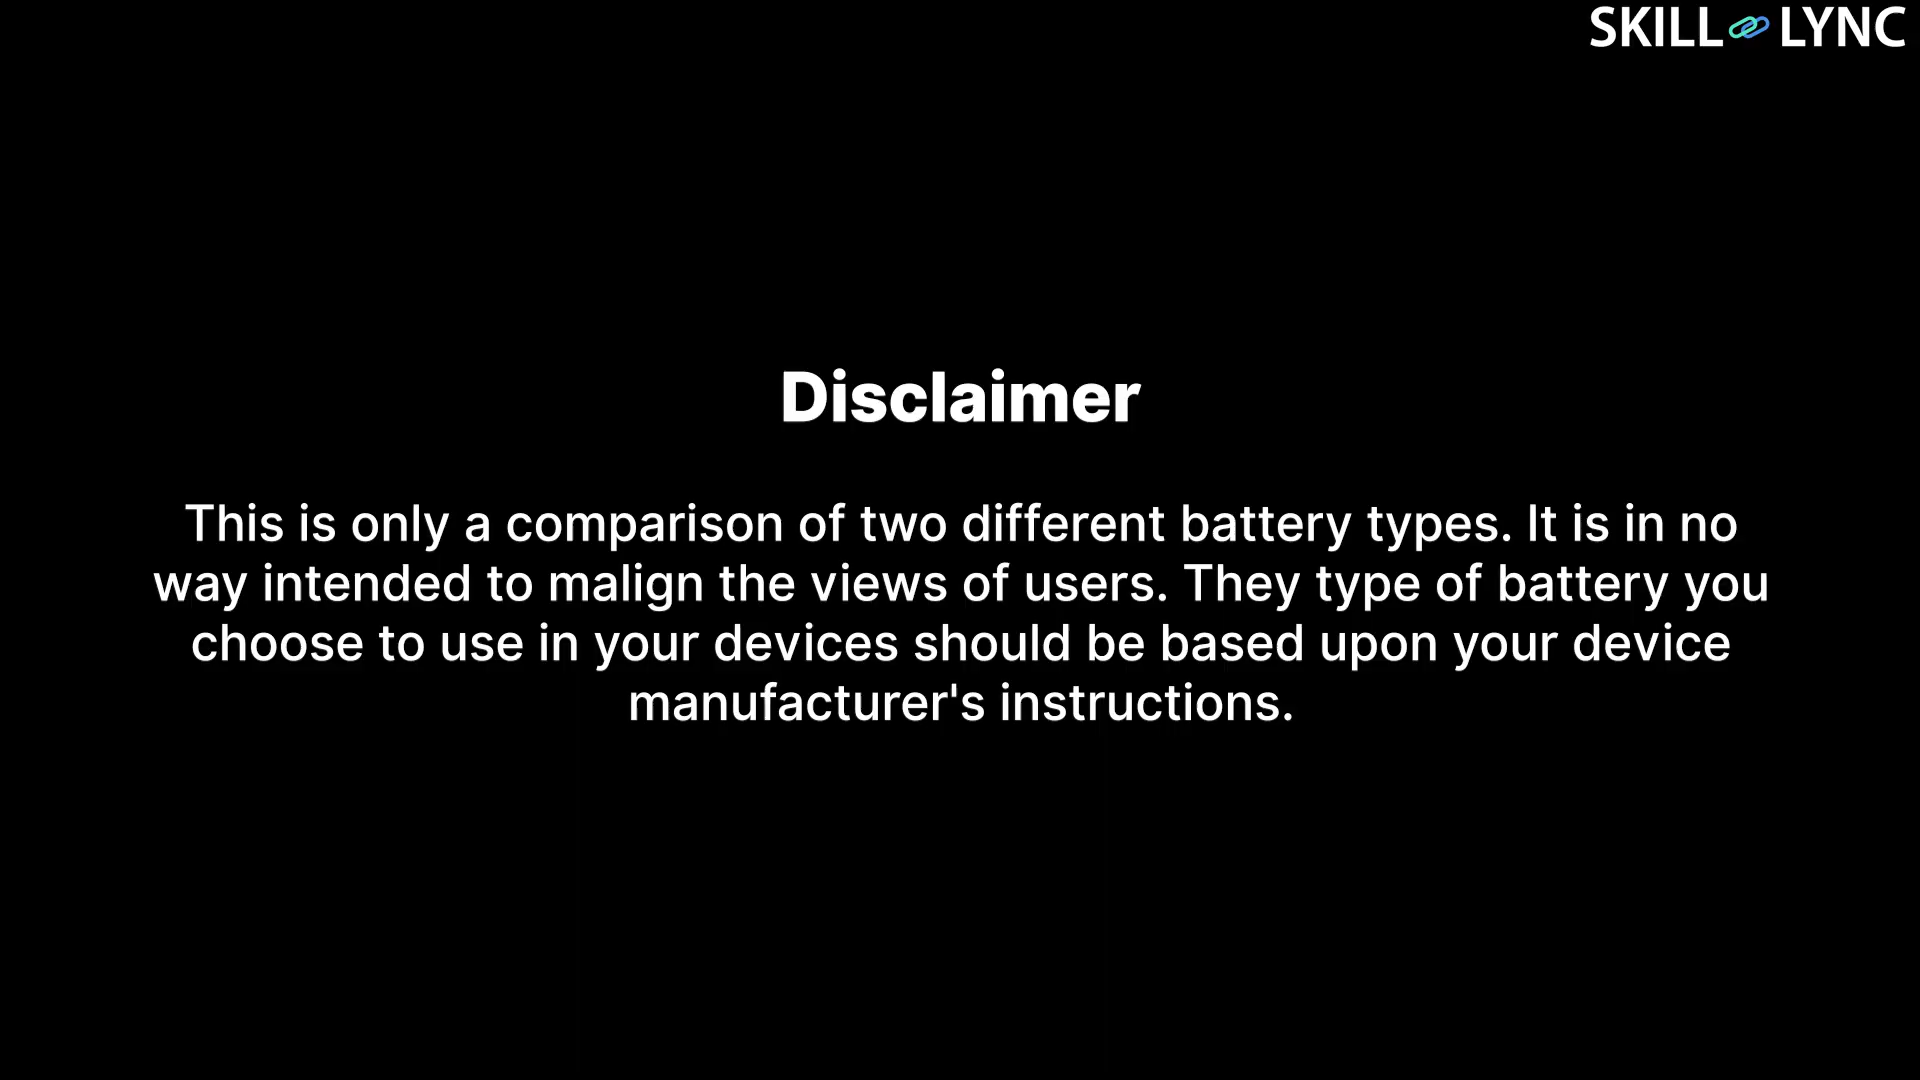 SKILL LYNC
Disclaimer
This is only a comparison of two different battery types. It is in no
way intended to malign the views of users. They type of battery you
choose to use in your devices should be based upon your device
manufacturer's instructions.